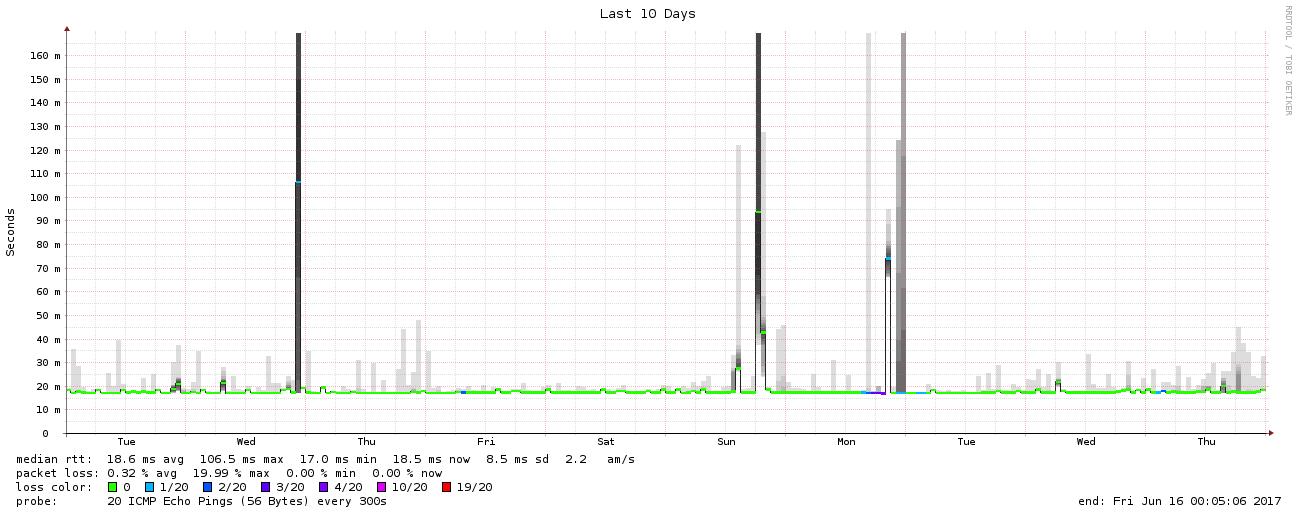 Last 10 Days
RRDTOOL / TOBI OETIKER
Seconds
160 m
150 m
140 m
130 m
120 m
110 m
100 m
90 m
80 m
70 m
60 m
50 m
40 m
30 m
20 m
10 m
0
Tue Wed Thu Fri Sat Sun Mon Tue Wed Thu
median rtt: 18.6 ms avg 106.5 ms max 17.0 ms min 18.5 ms now 8.5 ms sd 2.2 am/s
packet loss: 0.32 % avg 19.99 % max 0.00 % min 0.00 % now
loss color: 0 1/20 2/20 3/20 4/20 10/20 19/20
probe: 20 ICMP Echo Pings (56 Bytes) every 300s end: Fri Jun 16 00:05:06 2017